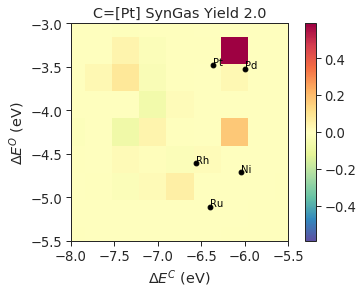 C=[Pt] SynGas Yield 2.0
ΔE^O (eV)
−3.0
−3.5
−4.0
−4.5
−5.0
−5.5
Pt
Pd
Rh
Ni
Ru
−8.0 −7.5 −7.0 −6.5 −6.0 −5.5
ΔE^C (eV)
0.4
0.2
0.0
−0.2
−0.4